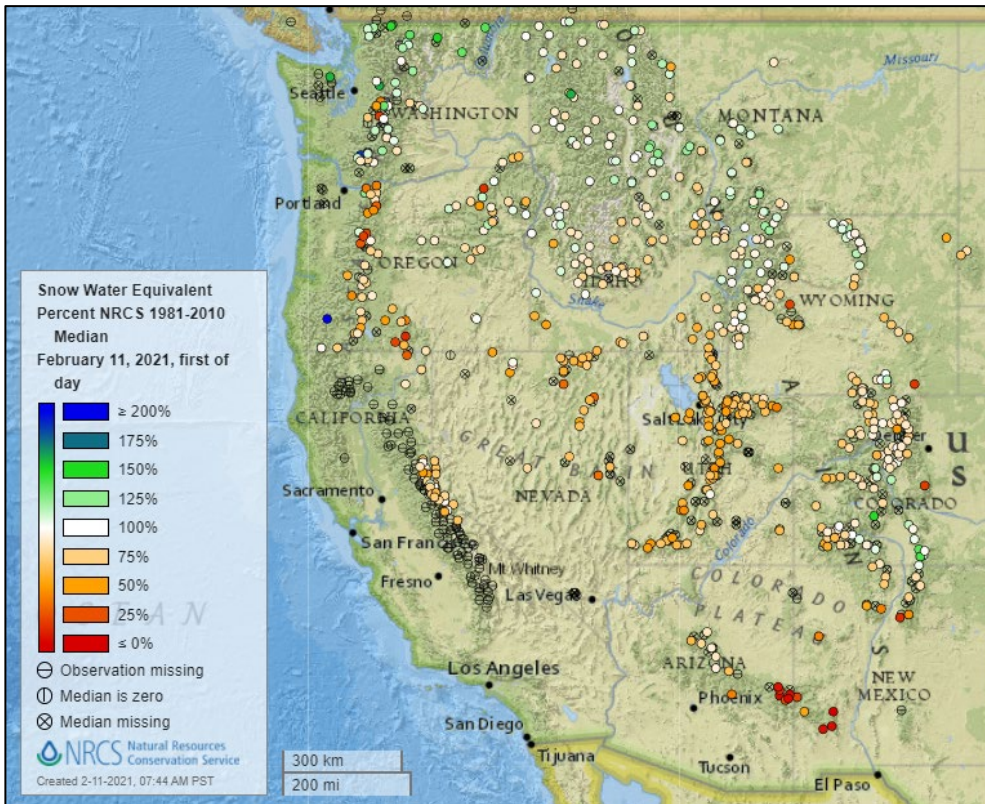 Columbia
Missouri
Seattle
WASHINGTON
MONTANA
Portland
OREGON
IDAHO
Snake
WYOMING
Snow Water Equivalent
Percent NRCS 1981-2010
Median
February 11, 2021, first of
day
≥ 200%
175%
150%
125%
100%
75%
50%
25%
≤ 0%
Observation missing
Median is zero
Median missing
NRCS Natural Resources
Conservation Service
Created 2-11-2021, 07:44 AM PST
CALIFORNIA
Salt Lake City
Denver
US
GREAT BASIN
UTAH
NEVADA
Sacramento
COLORADO
San Francisco
Colorado
Mt Whitney
Fresno
Las Vegas
COLORADO
PLATEAU
Los Angeles
ARIZONA
NEW
MEXICO
Phoenix
San Diego
Tijuana
Tucson
El Paso
300 km
200 mi